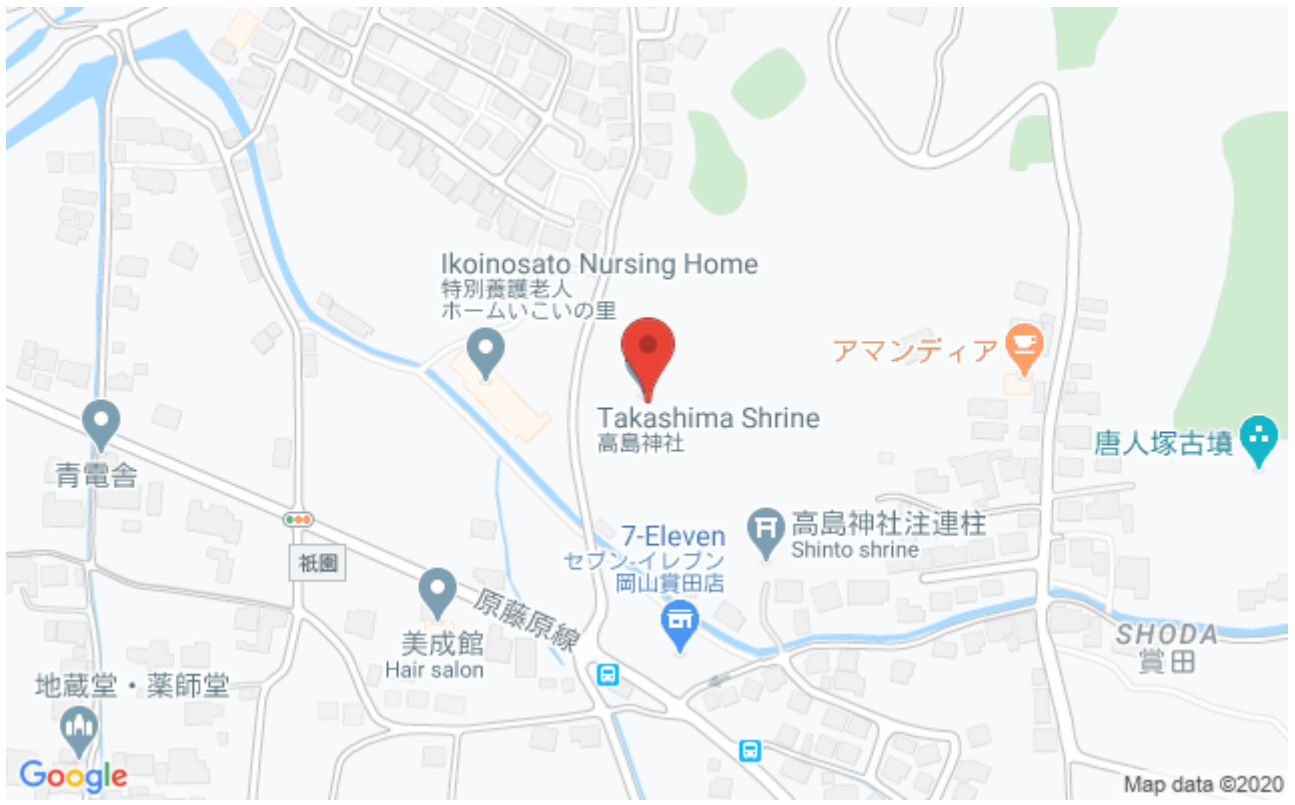 Ikoinosato Nursing Home
特別養護老人
ホームいこいの里
アマンディア
Takashima Shrine
高島神社
唐人塚古墳
青電舎
高島神社注連柱
Shinto shrine
7-Eleven
セブン-イレブン
岡山賞田店
祇園
原藤原線
美成館
Hair salon
SHODA
賞田
地蔵堂・薬師堂
Google
Map data ©2020